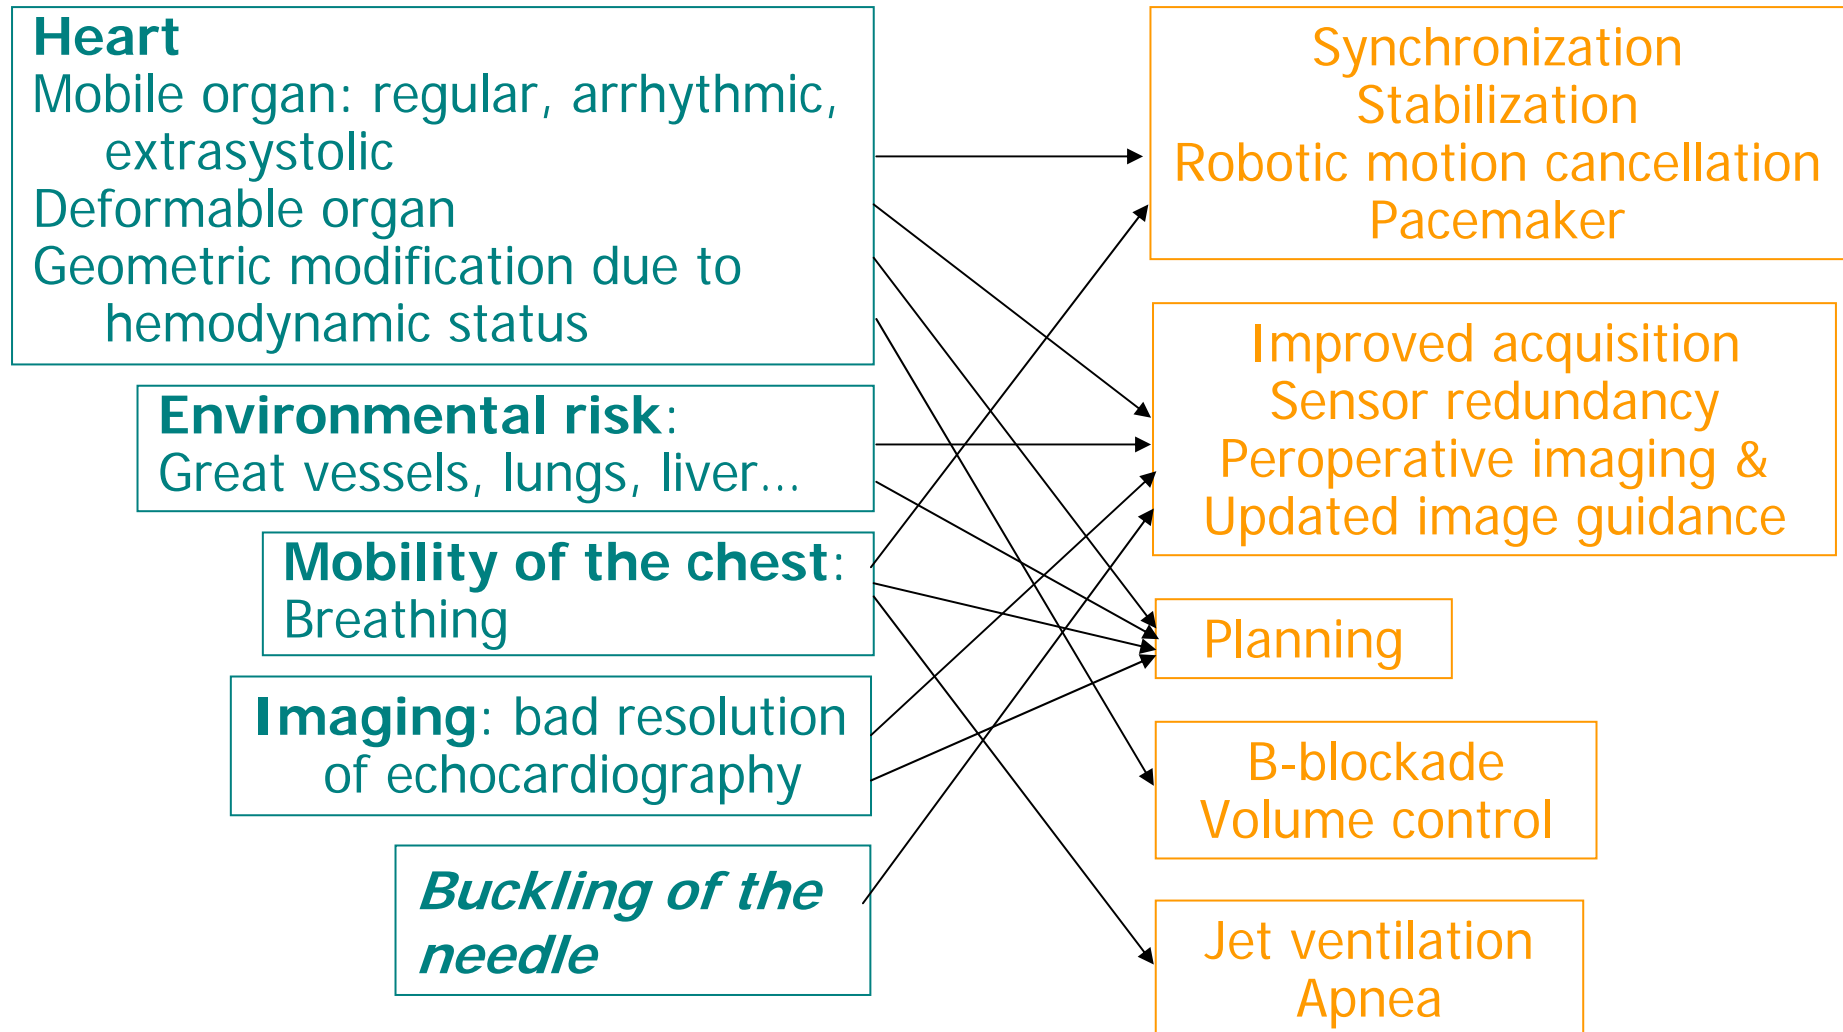 Heart
Mobile organ: regular, arrhythmic,
extrasystolic
Deformable organ
Geometric modification due to
hemodynamic status
Environmental risk:
Great vessels, lungs, liver...
Mobility of the chest:
Breathing
Imaging: bad resolution
of echocardiography
Buckling of the
needle
Synchronization
Stabilization
Robotic motion cancellation
Pacemaker
Improved acquisition
Sensor redundancy
Peroperative imaging &
Updated image guidance
Planning
B-blockade
Volume control
Jet ventilation
Apnea